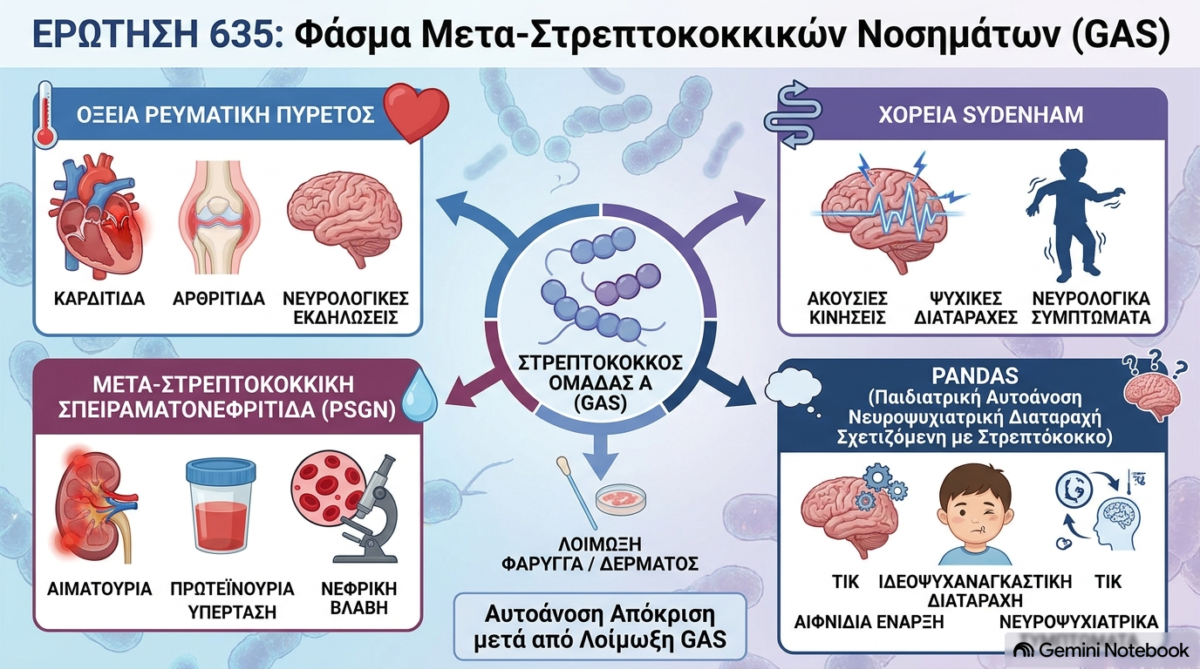 ΕΡΩΤΗΣΗ 635: Φάσμα Μετα-Στρεπτοκοκκικών Νοσημάτων (GAS)
ΟΞΕΙΑ ΡΕΥΜΑΤΙΚΗ ΠΥΡΕΤΟΣ
ΚΑΡΔΙΤΙΔΑ
ΑΡΘΡΙΤΙΔΑ
ΝΕΥΡΟΛΟΓΙΚΕΣ
ΕΚΔΗΛΩΣΕΙΣ
ΧΟΡΕΙΑ SYDENHAM
ΑΚΟΥΣΙΕΣ
ΚΙΝΗΣΕΙΣ
ΨΥΧΙΚΕΣ
ΔΙΑΤΑΡΑΧΕΣ
ΝΕΥΡΟΛΟΓΙΚΑ
ΣΥΜΠΤΩΜΑΤΑ
ΣΤΡΕΠΤΟΚΟΚΚΟΣ
ΟΜΑΔΑΣ Α
(GAS)
ΜΕΤΑ-ΣΤΡΕΠΤΟΚΟΚΚΙΚΗ
ΣΠΕΙΡΑΜΑΤΟΝΕΦΡΙΤΙΔΑ (PSGN)
ΑΙΜΑΤΟΥΡΙΑ
ΠΡΩΤΕΪΝΟΥΡΙΑ
ΥΠΕΡΤΑΣΗ
ΝΕΦΡΙΚΗ
ΒΛΑΒΗ
PANDAS
(Παιδιατρική Αυτοάνοση
Νευροψυχιατρική Διαταραχή
Σχετιζόμενη με Στρεπτόκοκκο)
ΤΙΚ
ΙΔΕΟΨΥΧΑΝΑΓΚΑΣΤΙΚΗ
ΔΙΑΤΑΡΑΧΗ
ΤΙΚ
ΑΙΦΝΙΔΙΑ ΕΝΑΡΞΗ
ΝΕΥΡΟΨΥΧΙΑΤΡΙΚΑ
ΛΟΙΜΩΞΗ
ΦΑΡΥΓΓΑ / ΔΕΡΜΑΤΟΣ
Αυτοάνοση Απόκριση
μετά από Λοίμωξη GAS
Gemini Notebook